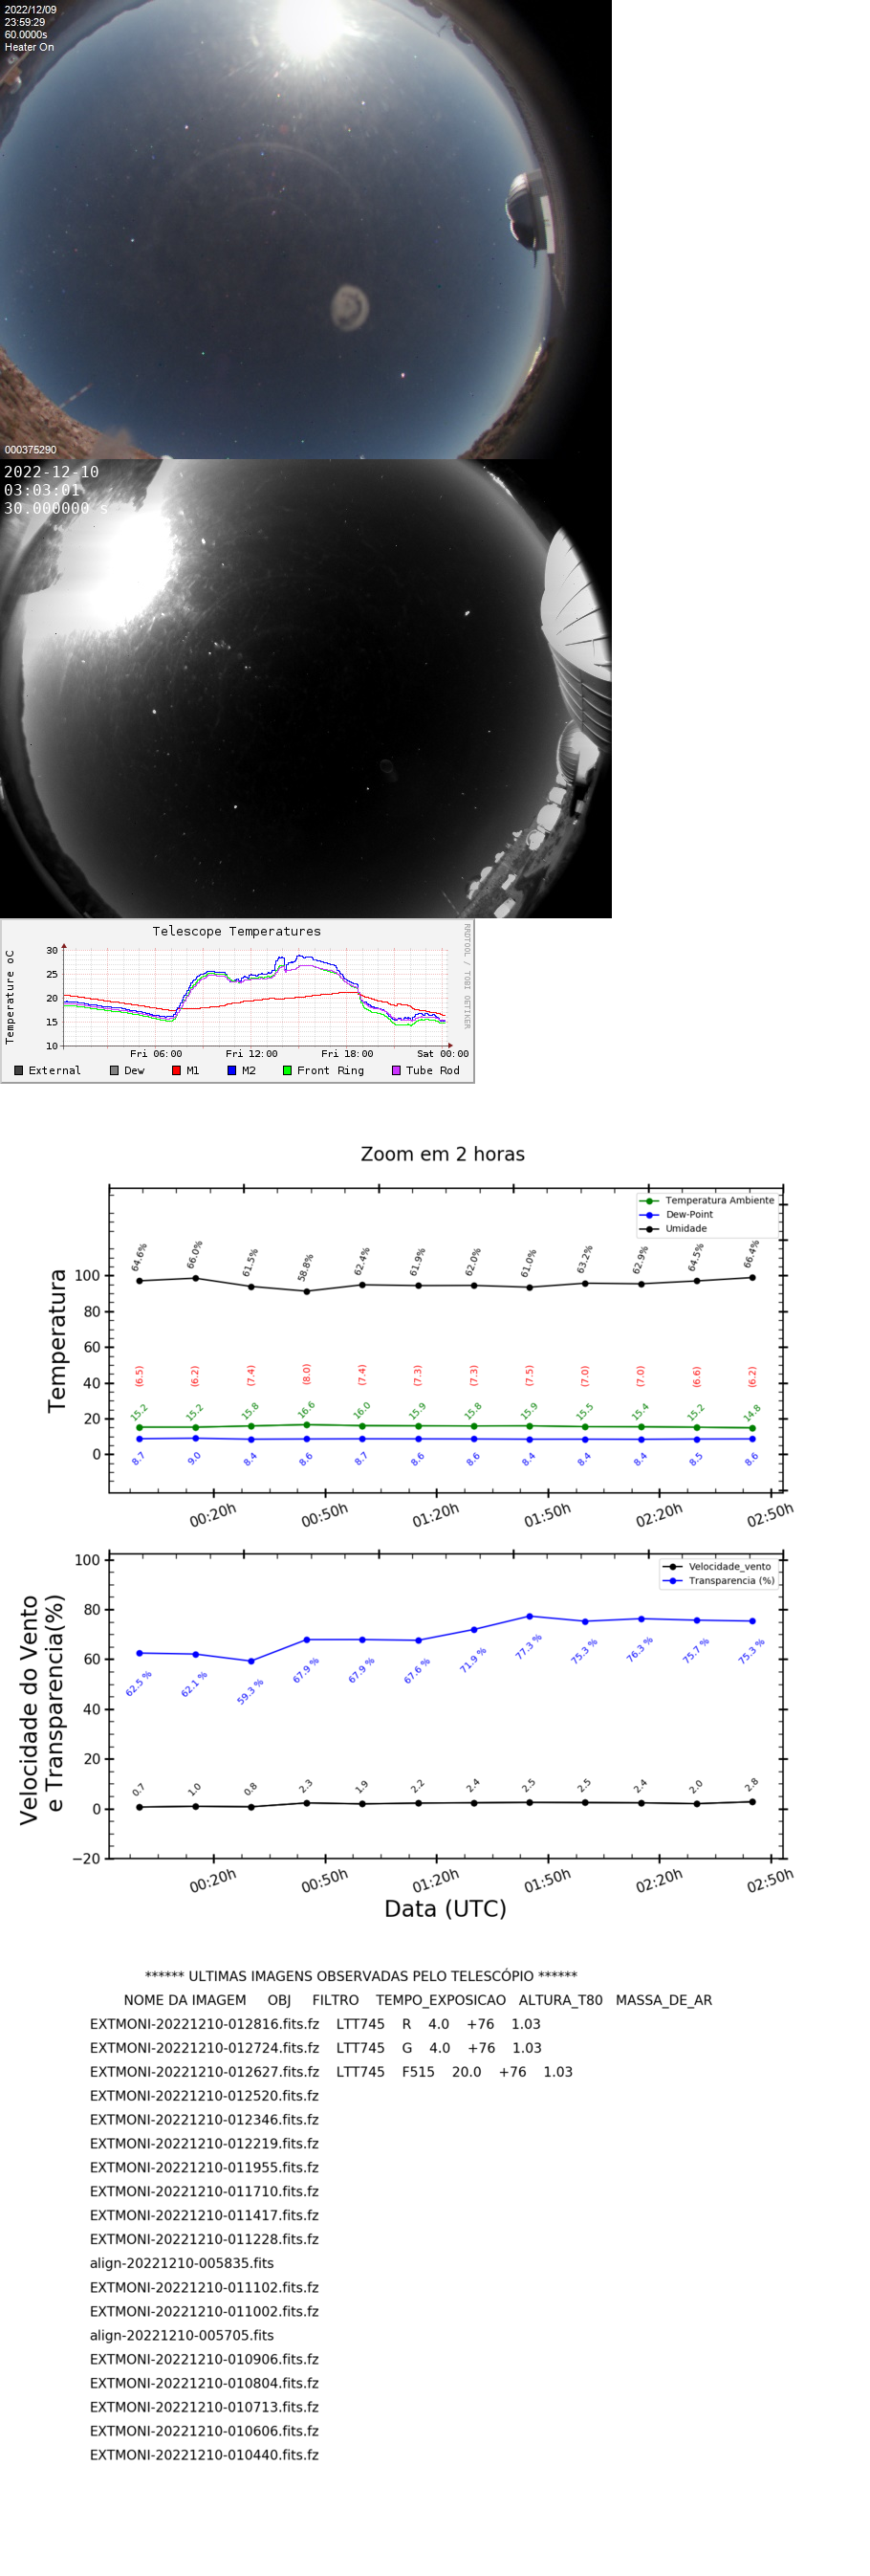 2022/12/09
23:59:29
60.0000s
Heater On
000375290
2022-12-10
03:03:01
30.000000 s
Telescope Temperatures
RRDTOOL / TOBI OETIKER
Temperature oC
30
25
20
15
10
Fri 06:00 Fri 12:00 Fri 18:00 Sat 00:00
External Dew M1 M2 Front Ring Tube Rod
Zoom em 2 horas
Temperatura Ambiente
Dew-Point
Umidade
64.6% 66.0% 61.5% 58.8% 62.4% 61.9% 62.0% 61.0% 63.2% 62.9% 64.5% 66.4%
Temperatura
100
80
60
40
20
0
(6.5) (6.2) (7.4) (8.0) (7.4) (7.3) (7.3) (7.5) (7.0) (7.0) (6.6) (6.2)
15.2 15.2 15.8 16.6 16.0 15.9 15.8 15.9 15.5 15.4 15.2 14.8
8.7 9.0 8.4 8.6 8.7 8.6 8.6 8.4 8.4 8.4 8.5 8.6
00:20h 00:50h 01:20h 01:50h 02:20h 02:50h
Velocidade_vento
Transparencia (%)
Velocidade do Vento
e Transparencia(%)
100
80
60
40
20
0
−20
62.5 % 62.1 % 59.3 % 67.9 % 67.9 % 67.6 % 71.9 % 77.3 % 75.3 % 76.3 % 75.7 % 75.3 %
0.7 1.0 0.8 2.3 1.9 2.2 2.4 2.5 2.5 2.4 2.0 2.8
00:20h 00:50h 01:20h 01:50h 02:20h 02:50h
Data (UTC)
****** ULTIMAS IMAGENS OBSERVADAS PELO TELESCÓPIO ******
NOME DA IMAGEM OBJ FILTRO TEMPO_EXPOSICAO ALTURA_T80 MASSA_DE_AR
EXTMONI-20221210-012816.fits.fz LTT745 R 4.0 +76 1.03
EXTMONI-20221210-012724.fits.fz LTT745 G 4.0 +76 1.03
EXTMONI-20221210-012627.fits.fz LTT745 F515 20.0 +76 1.03
EXTMONI-20221210-012520.fits.fz
EXTMONI-20221210-012346.fits.fz
EXTMONI-20221210-012219.fits.fz
EXTMONI-20221210-011955.fits.fz
EXTMONI-20221210-011710.fits.fz
EXTMONI-20221210-011417.fits.fz
EXTMONI-20221210-011228.fits.fz
align-20221210-005835.fits
EXTMONI-20221210-011102.fits.fz
EXTMONI-20221210-011002.fits.fz
align-20221210-005705.fits
EXTMONI-20221210-010906.fits.fz
EXTMONI-20221210-010804.fits.fz
EXTMONI-20221210-010713.fits.fz
EXTMONI-20221210-010606.fits.fz
EXTMONI-20221210-010440.fits.fz